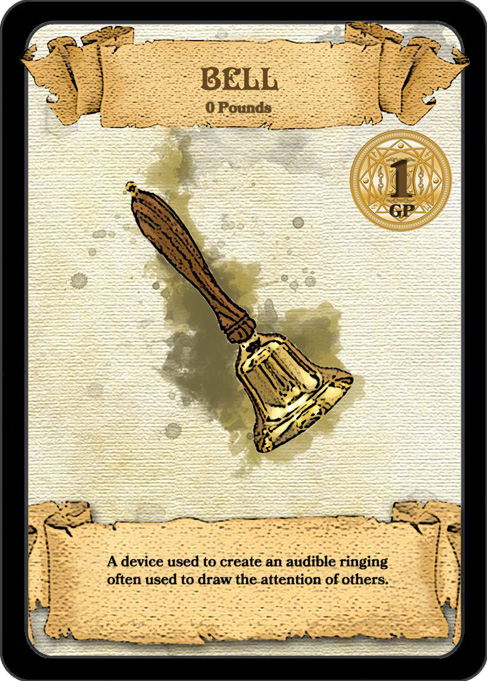 BELL
0 Pounds
1
GP
A device used to create an audible ringing
often used to draw the attention of others.